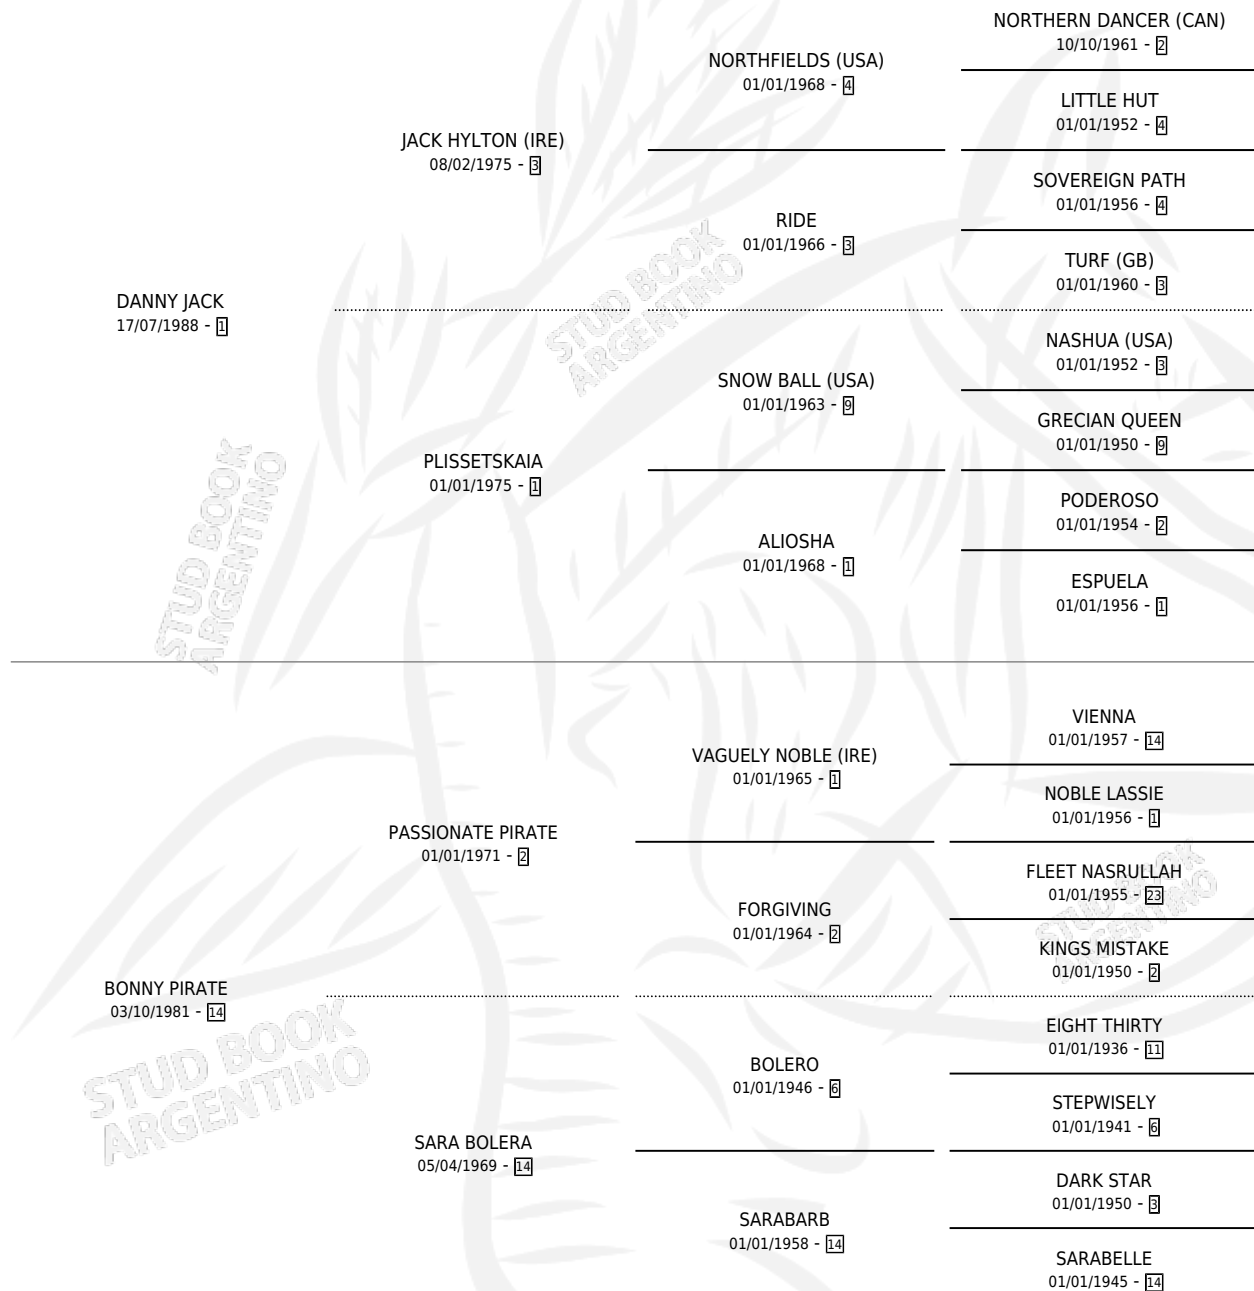 NORTHERN DANCER (CAN)
10/10/1961 - 2
NORTHFIELDS (USA)
01/01/1968 - 4
LITTLE HUT
01/01/1952 - 4
JACK HYLTON (IRE)
08/02/1975 - 3
SOVEREIGN PATH
01/01/1956 - 4
RIDE
01/01/1966 - 3
TURF (GB)
01/01/1960 - 3
DANNY JACK
17/07/1988 - 1
STUD BOOK
ARGENTINO
NASHUA (USA)
01/01/1952 - 3
SNOW BALL (USA)
01/01/1963 - 9
GRECIAN QUEEN
01/01/1950 - 9
PLISSETSKAIA
01/01/1975 - 1
PODEROSO
01/01/1954 - 2
ALIOSHA
01/01/1968 - 1
ESPUELA
01/01/1956 - 1
STUD BOOK
ARGENTINO
VIENNA
01/01/1957 - 14
VAGUELY NOBLE (IRE)
01/01/1965 - 1
NOBLE LASSIE
01/01/1956 - 1
PASSIONATE PIRATE
01/01/1971 - 2
FLEET NASRULLAH
01/01/1955 - 23
STUD BOOK
ARGENTINO
FORGIVING
01/01/1964 - 2
KINGS MISTAKE
01/01/1950 - 2
BONNY PIRATE
03/10/1981 - 14
STUD BOOK
ARGENTINO
EIGHT THIRTY
01/01/1936 - 11
BOLERO
01/01/1946 - 6
STEPWISELY
01/01/1941 - 6
SARA BOLERA
05/04/1969 - 14
DARK STAR
01/01/1950 - 3
SARABARB
01/01/1958 - 14
SARABELLE
01/01/1945 - 14